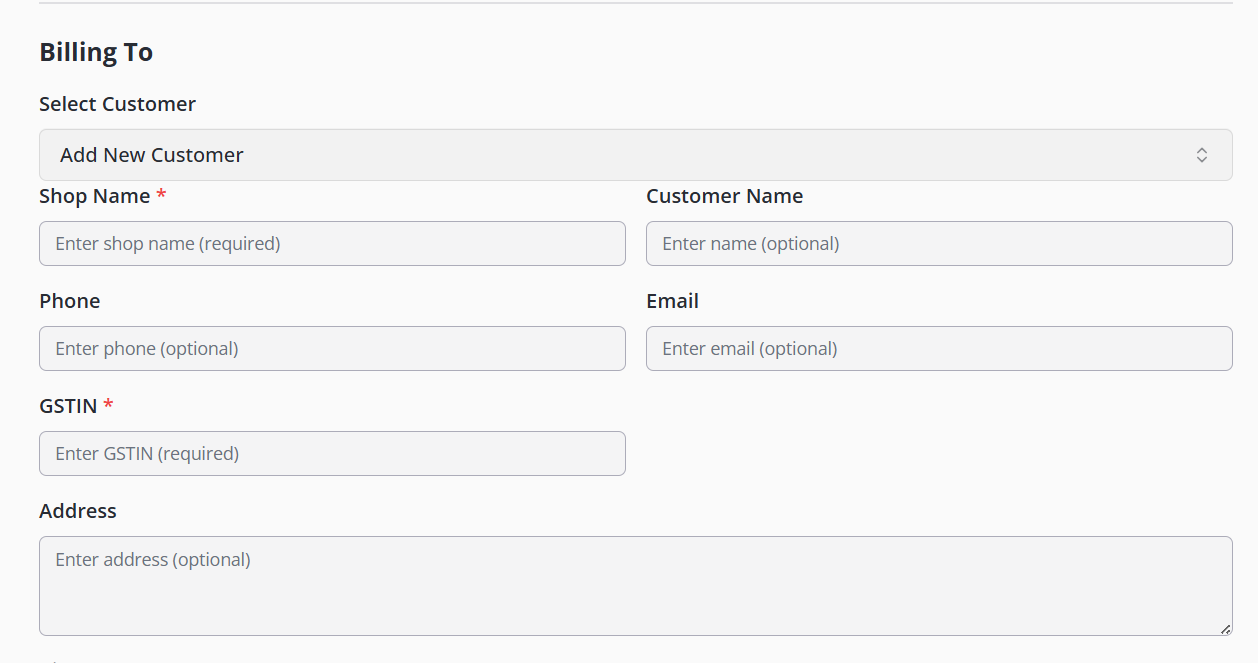 Billing To
Select Customer
Add New Customer
Shop Name *
Customer Name
Enter shop name (required)
Enter name (optional)
Phone
Email
Enter phone (optional)
Enter email (optional)
GSTIN *
Enter GSTIN (required)
Address
Enter address (optional)